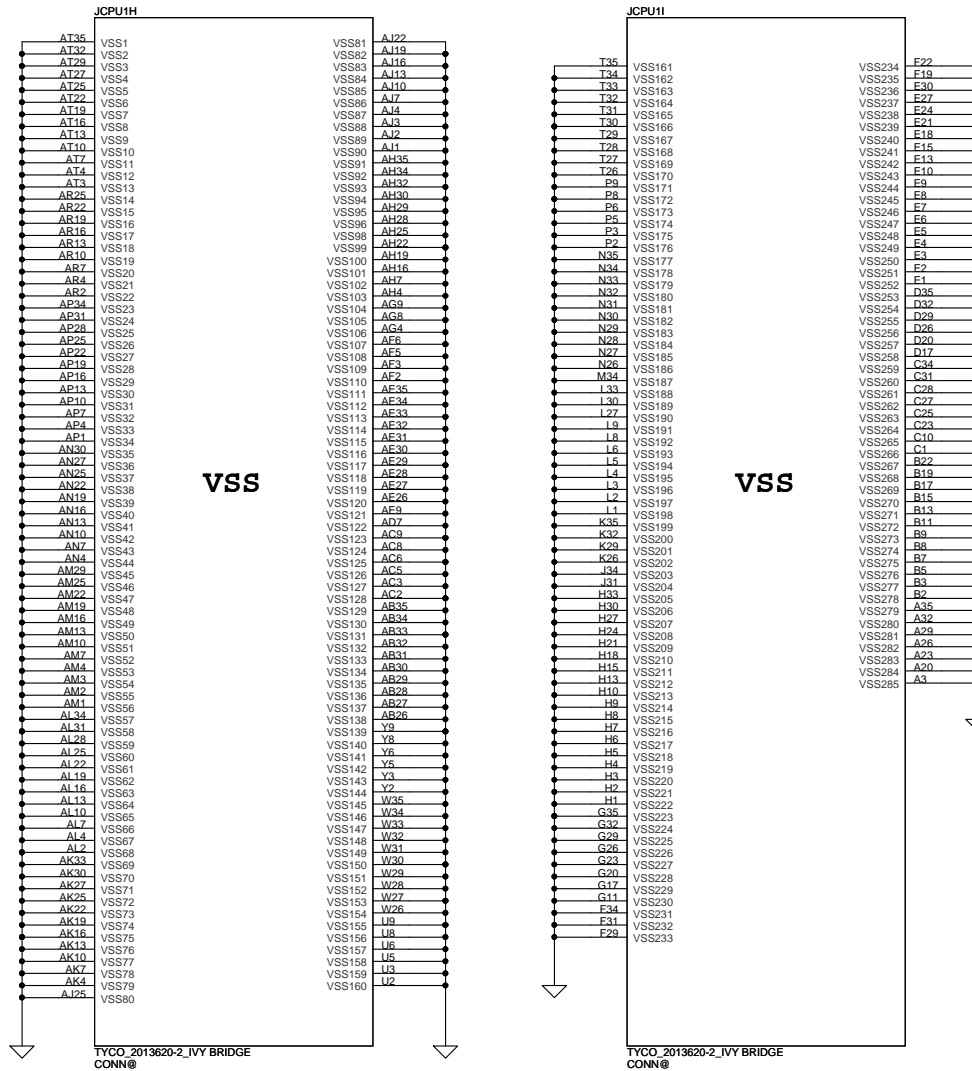 JCPU1H
AT35 VSS1
AT32 VSS2
AT29 VSS3
AT27 VSS4
AT25 VSS5
AT22 VSS6
AT19 VSS7
AT16 VSS8
AT13 VSS9
AT10 VSS10
AT7 VSS11
AT4 VSS12
AT3 VSS13
AR25 VSS14
AR22 VSS15
AR19 VSS16
AR16 VSS17
AR13 VSS18
AR10 VSS19
AR7 VSS20
AR4 VSS21
AR2 VSS22
AP34 VSS23
AP31 VSS24
AP28 VSS25
AP25 VSS26
AP22 VSS27
AP19 VSS28
AP16 VSS29
AP13 VSS30
AP10 VSS31
AP7 VSS32
AP4 VSS33
AP1 VSS34
AN30 VSS35
AN27 VSS36
AN25 VSS37
AN22 VSS38
AN19 VSS39
AN16 VSS40
AN13 VSS41
AN10 VSS42
AN7 VSS43
AN4 VSS44
AM29 VSS45
AM25 VSS46
AM22 VSS47
AM19 VSS48
AM16 VSS49
AM13 VSS50
AM10 VSS51
AM7 VSS52
AM4 VSS53
AM3 VSS54
AM2 VSS55
AM1 VSS56
AL34 VSS57
AL31 VSS58
AL28 VSS59
AL25 VSS60
AL22 VSS61
AL19 VSS62
AL16 VSS63
AL13 VSS64
AL10 VSS65
AL7 VSS66
AL4 VSS67
AL2 VSS68
AK33 VSS69
AK30 VSS70
AK27 VSS71
AK25 VSS72
AK22 VSS73
AK19 VSS74
AK16 VSS75
AK13 VSS76
AK10 VSS77
AK7 VSS78
AK4 VSS79
AJ25 VSS80
VSS
VSS81 AJ22
VSS82 AJ19
VSS83 AJ16
VSS84 AJ13
VSS85 AJ10
VSS86 AJ7
VSS87 AJ4
VSS88 AJ3
VSS89 AJ2
VSS90 AJ1
VSS91 AH35
VSS92 AH34
VSS93 AH32
VSS94 AH30
VSS95 AH29
VSS96 AH28
VSS98 AH25
VSS99 AH22
VSS100 AH19
VSS101 AH16
VSS102 AH7
VSS103 AH4
VSS104 AG9
VSS105 AG8
VSS106 AG4
VSS107 AF6
VSS108 AF5
VSS109 AF3
VSS110 AF2
VSS111 AE35
VSS112 AE34
VSS113 AE33
VSS114 AE32
VSS115 AE31
VSS116 AE30
VSS117 AE29
VSS118 AE28
VSS119 AE27
VSS120 AE26
VSS121 AE9
VSS122 AD7
VSS123 AC9
VSS124 AC8
VSS125 AC6
VSS126 AC5
VSS127 AC3
VSS128 AC2
VSS129 AB35
VSS130 AB34
VSS131 AB33
VSS132 AB32
VSS133 AB31
VSS134 AB30
VSS135 AB29
VSS136 AB28
VSS137 AB27
VSS138 AB26
VSS139 Y9
VSS140 Y8
VSS141 Y6
VSS142 Y5
VSS143 Y3
VSS144 Y2
VSS145 W35
VSS146 W34
VSS147 W33
VSS148 W32
VSS149 W31
VSS150 W30
VSS151 W29
VSS152 W28
VSS153 W27
VSS154 W26
VSS155 U9
VSS156 U8
VSS157 U6
VSS158 U5
VSS159 U3
VSS160 U2
TYCO_2013620-2_IVY BRIDGE
CONN@
JCPU1I
T35 VSS161
T34 VSS162
T33 VSS163
T32 VSS164
T31 VSS165
T30 VSS166
T29 VSS167
T28 VSS168
T27 VSS169
T26 VSS170
P9 VSS171
P8 VSS172
P6 VSS173
P5 VSS174
P3 VSS175
P2 VSS176
N35 VSS177
N34 VSS178
N33 VSS179
N32 VSS180
N31 VSS181
N30 VSS182
N29 VSS183
N28 VSS184
N27 VSS185
N26 VSS186
M34 VSS187
L33 VSS188
L30 VSS189
L27 VSS190
L9 VSS191
L8 VSS192
L6 VSS193
L5 VSS194
L4 VSS195
L3 VSS196
L2 VSS197
L1 VSS198
K35 VSS199
K32 VSS200
K29 VSS201
K26 VSS202
J34 VSS203
J31 VSS204
H33 VSS205
H30 VSS206
H27 VSS207
H24 VSS208
H21 VSS209
H18 VSS210
H15 VSS211
H13 VSS212
H10 VSS213
H9 VSS214
H8 VSS215
H7 VSS216
H6 VSS217
H5 VSS218
H4 VSS219
H3 VSS220
H2 VSS221
H1 VSS222
G35 VSS223
G32 VSS224
G29 VSS225
G26 VSS226
G23 VSS227
G20 VSS228
G17 VSS229
G11 VSS230
F34 VSS231
F31 VSS232
F29 VSS233
VSS
VSS234 F22
VSS235 F19
VSS236 E30
VSS237 E27
VSS238 E24
VSS239 E21
VSS240 E18
VSS241 E15
VSS242 E13
VSS243 E10
VSS244 E9
VSS245 E8
VSS246 E7
VSS247 E6
VSS248 E5
VSS249 E4
VSS250 E3
VSS251 E2
VSS252 E1
VSS253 D35
VSS254 D32
VSS255 D29
VSS256 D26
VSS257 D20
VSS258 D17
VSS259 C34
VSS260 C31
VSS261 C28
VSS262 C27
VSS263 C25
VSS264 C23
VSS265 C10
VSS266 C1
VSS267 B22
VSS268 B19
VSS269 B17
VSS270 B15
VSS271 B13
VSS272 B11
VSS273 B9
VSS274 B8
VSS275 B7
VSS276 B5
VSS277 B3
VSS278 B2
VSS279 A35
VSS280 A32
VSS281 A29
VSS282 A26
VSS283 A23
VSS284 A20
VSS285 A3
TYCO_2013620-2_IVY BRIDGE
CONN@